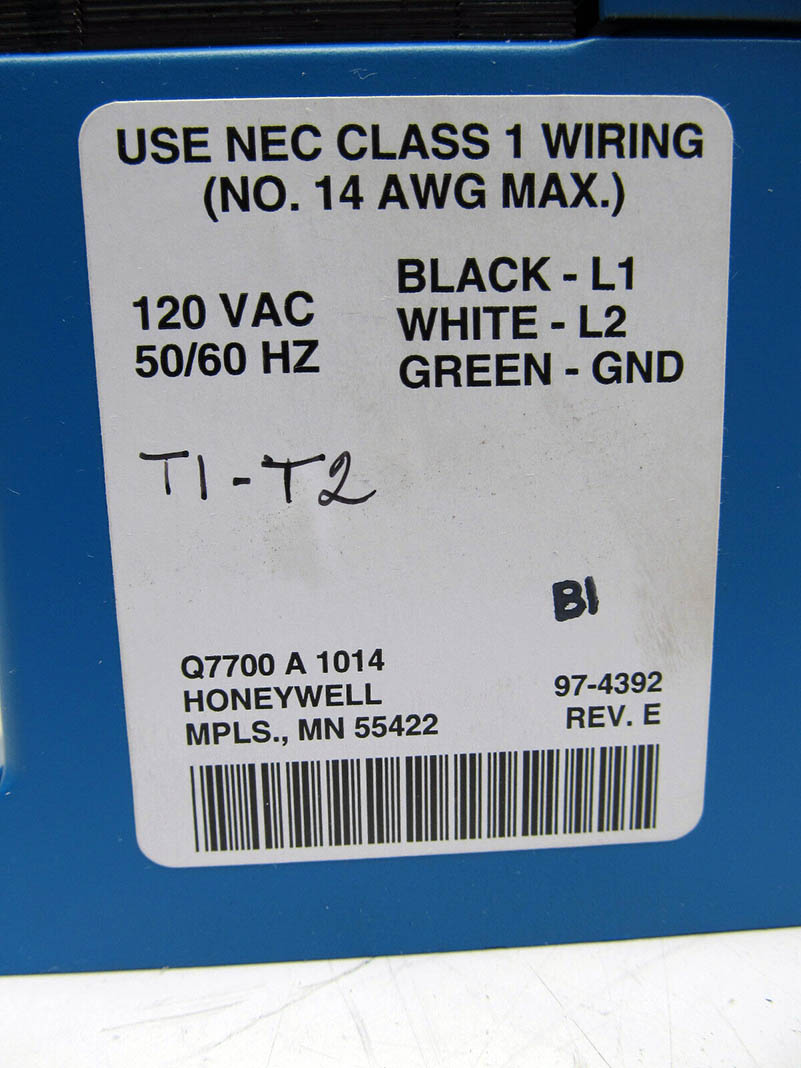 USE NEC CLASS 1 WIRING
(NO. 14 AWG MAX.)
120 VAC
50/60 HZ
BLACK - L1
WHITE - L2
GREEN - GND
T1 - T2
B1
Q7700 A 1014
HONEYWELL
MPLS., MN 55422
97-4392
REV. E